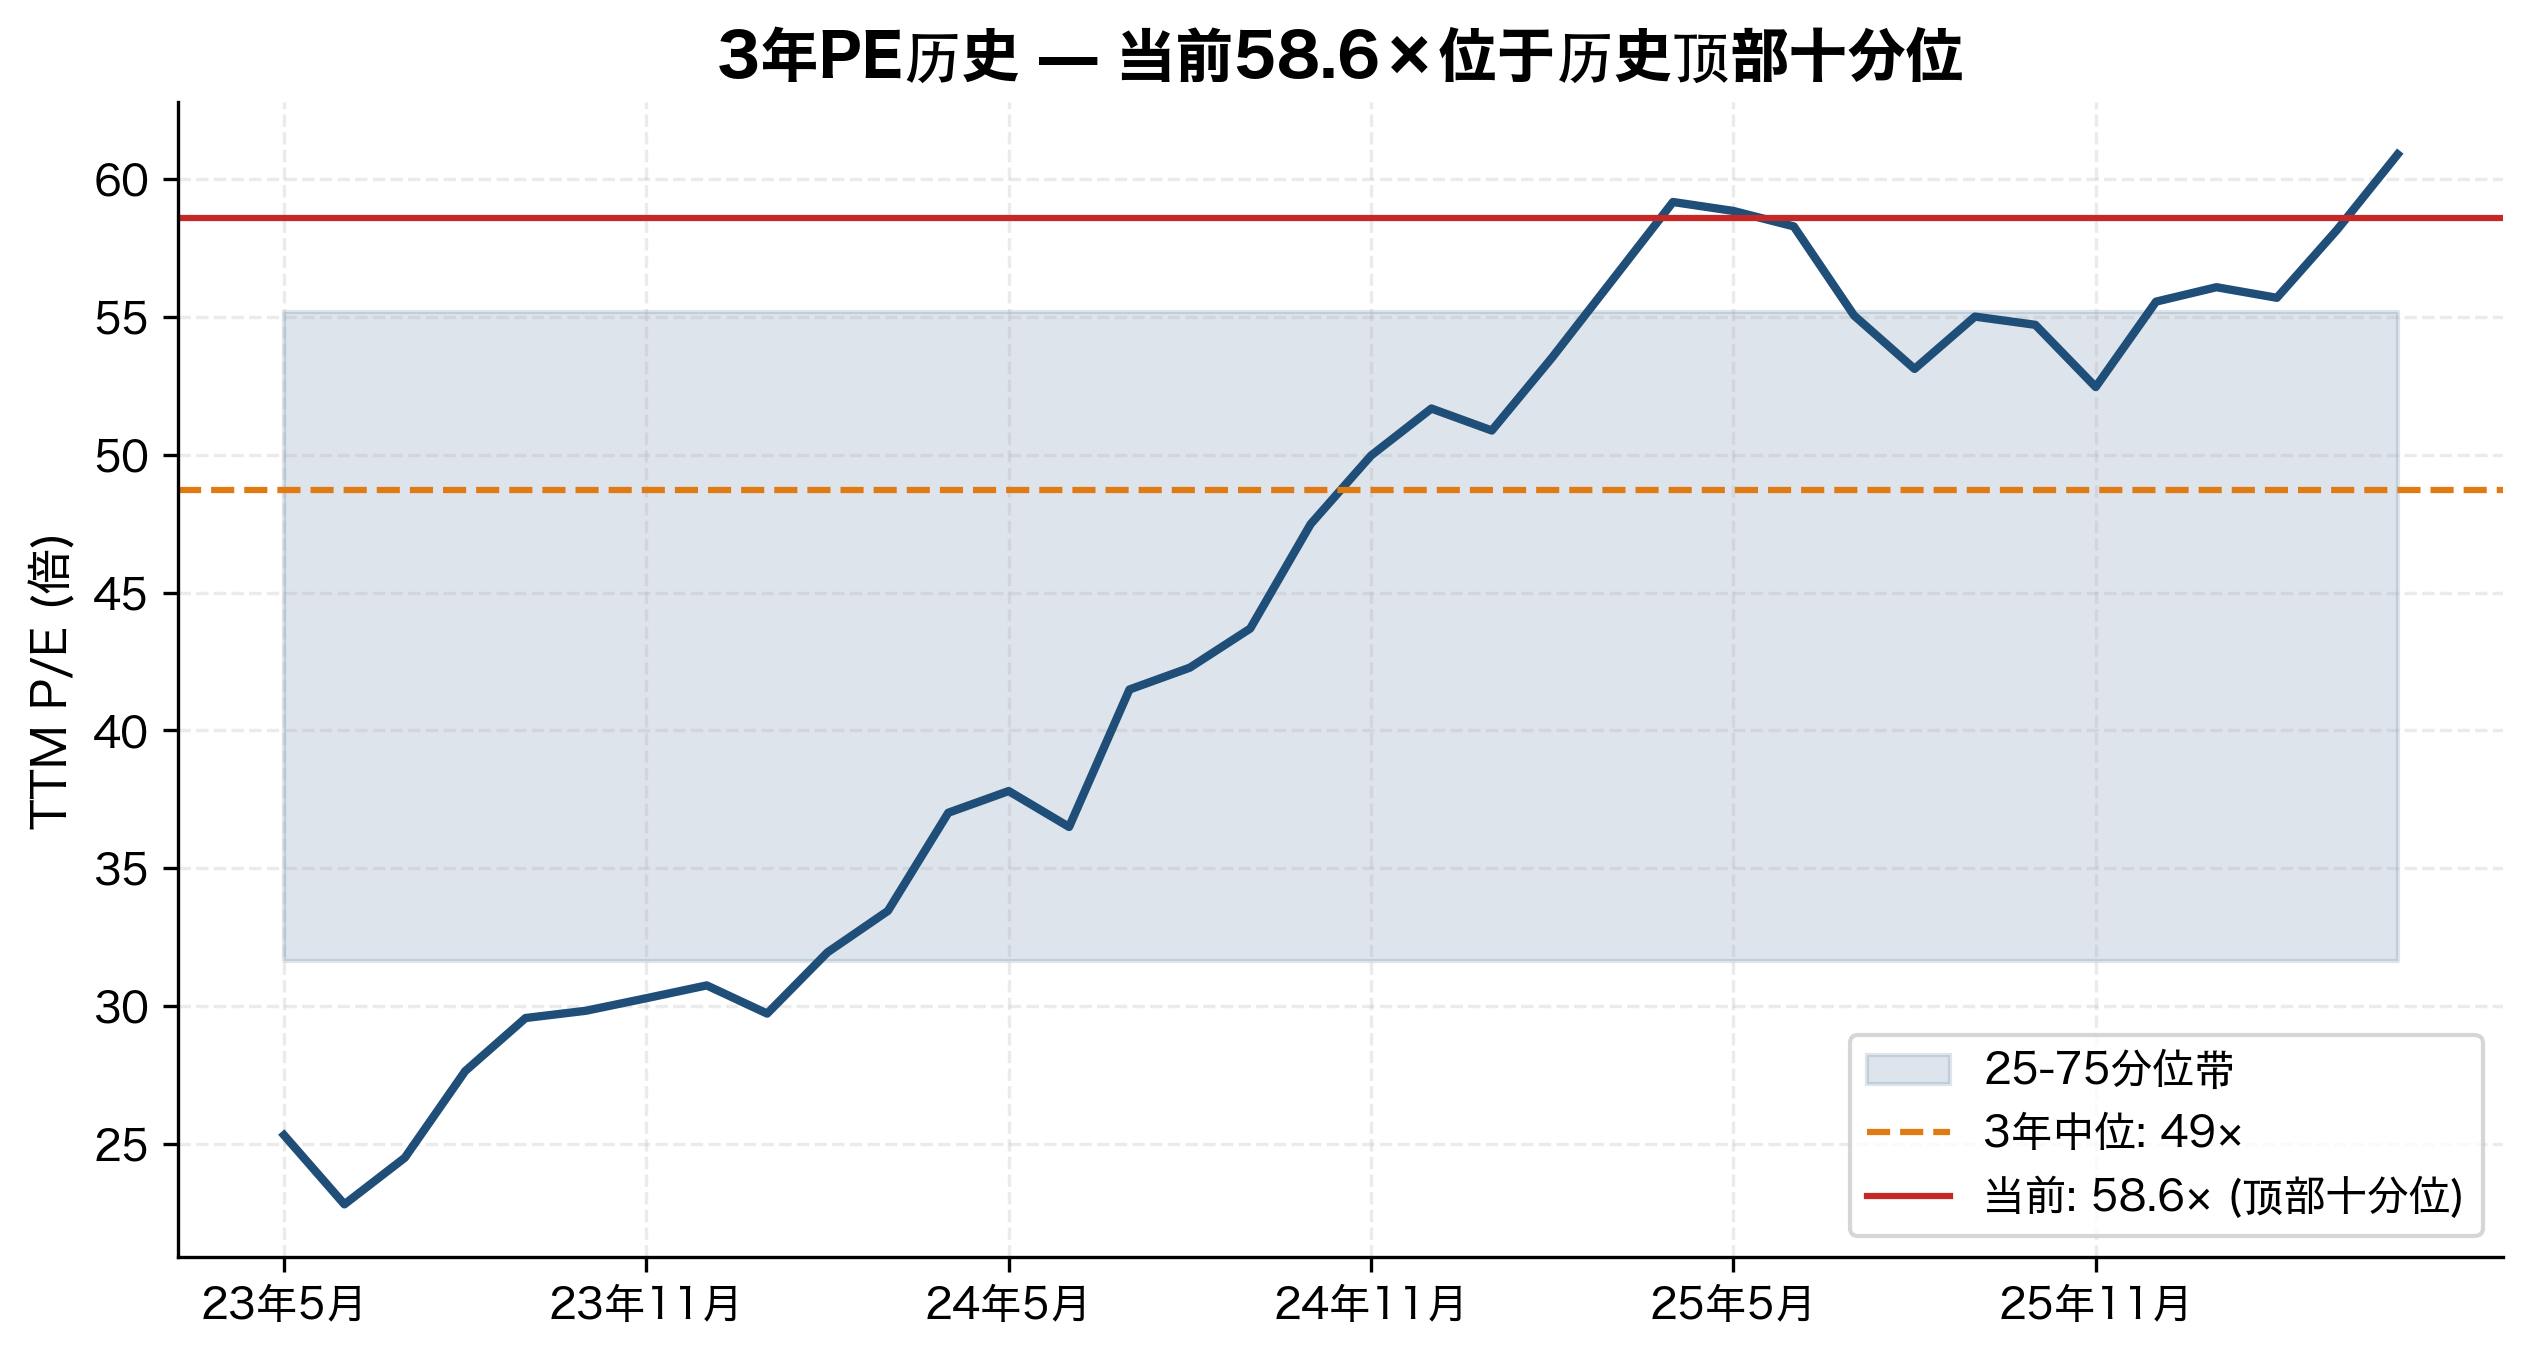 3年PE历史 — 当前58.6×位于历史顶部十分位
TTM P/E (倍)
60
55
50
45
40
35
30
25
23年5月
23年11月
24年5月
24年11月
25年5月
25年11月
25-75分位带
3年中位: 49×
当前: 58.6× (顶部十分位)